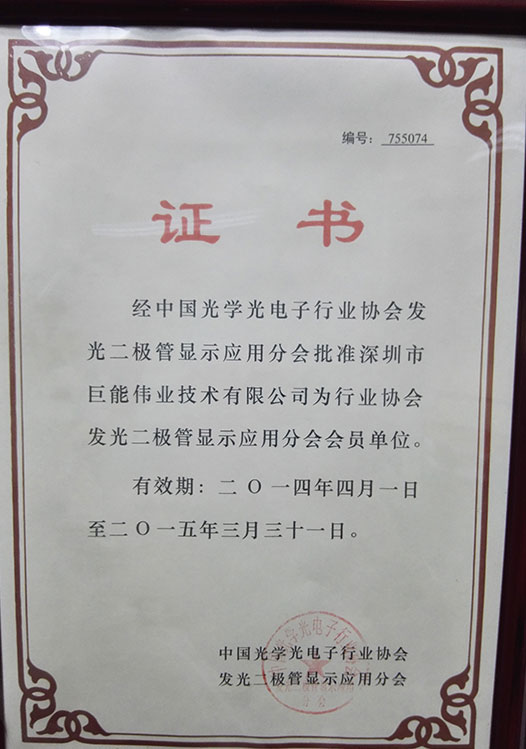 编号：755074
证 书
经中国光学光电子行业协会发
光二极管显示应用分会批准深圳市
巨能伟业技术有限公司为行业协会
发光二极管显示应用分会会员单位。
有效期：二〇一四年四月一日
至二〇一五年三月三十一日。
中国光学光电子行业协会
发光二极管显示应用分会